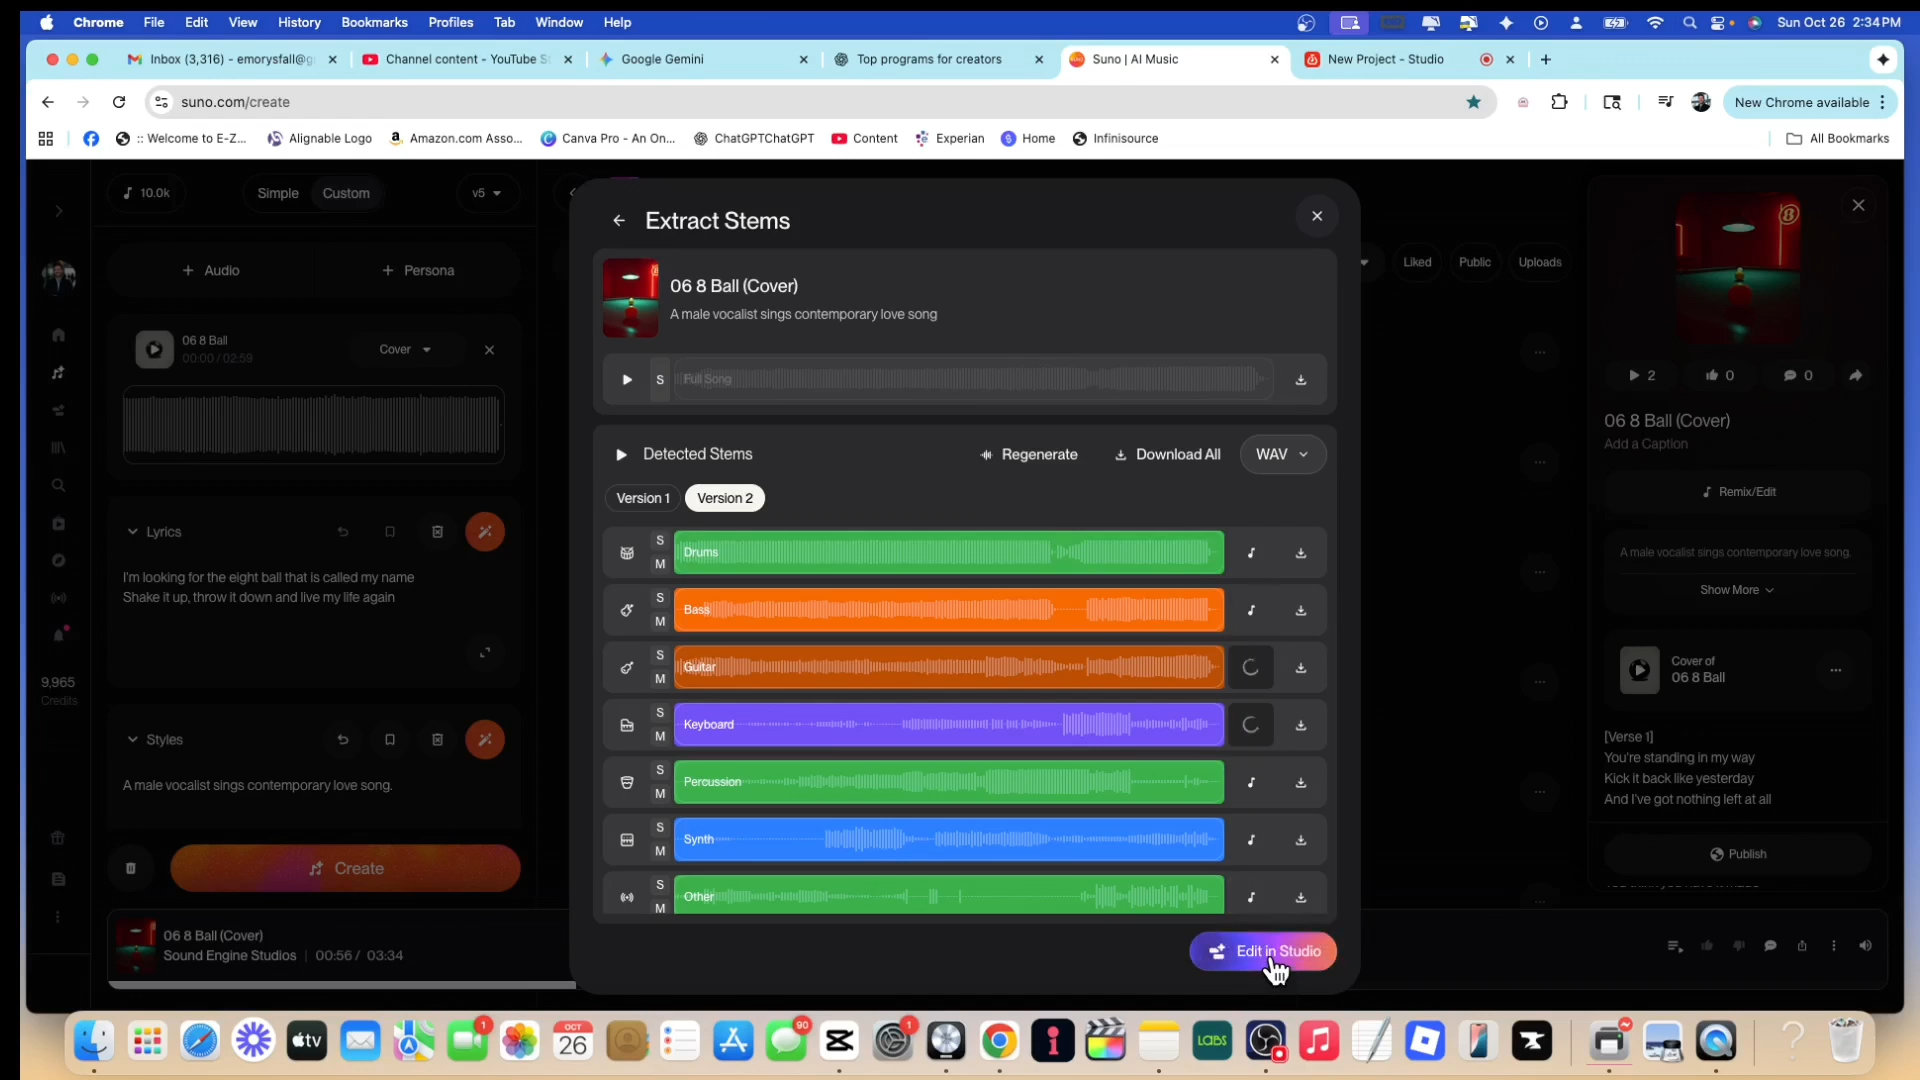 Chrome File Edit View History Bookmarks Profiles Tab Window Help Sun Oct 26 2:34 PM
Inbox (3,316) - emorysfall@g Channel content - YouTube S Google Gemini Top programs for creators Suno | AI Music New Project - Studio
suno.com/create New Chrome available
:: Welcome to E-Z... Alignable Logo Amazon.com Asso... Canva Pro - An On... ChatGPTChatGPT Content Experian Home Infinisource All Bookmarks
10.0k Simple Custom v5
+ Audio + Persona
06 8 Ball
00:00 / 02:59
Cover
Lyrics
I'm looking for the eight ball that is called my name
Shake it up, throw it down and live my life again
9,965
Credits
Styles
A male vocalist sings contemporary love song.
Create
06 8 Ball (Cover)
Sound Engine Studios | 00:56 / 03:34
Extract Stems
06 8 Ball (Cover)
A male vocalist sings contemporary love song
S Full Song
Detected Stems Regenerate Download All WAV
Version 1 Version 2
S
M
Drums
S
M
Bass
S
M
Guitar
S
M
Keyboard
S
M
Percussion
S
M
Synth
S
M
Other
Edit in Studio
Liked Public Uploads
8
2 0 0
06 8 Ball (Cover)
Add a Caption
Remix/Edit
A male vocalist sings contemporary love song.
Show More
Cover of
06 8 Ball
[Verse 1]
You're standing in my way
Kick it back like yesterday
And I've got nothing left at all
Publish
1
tv
OCT
26
90
1
LABS